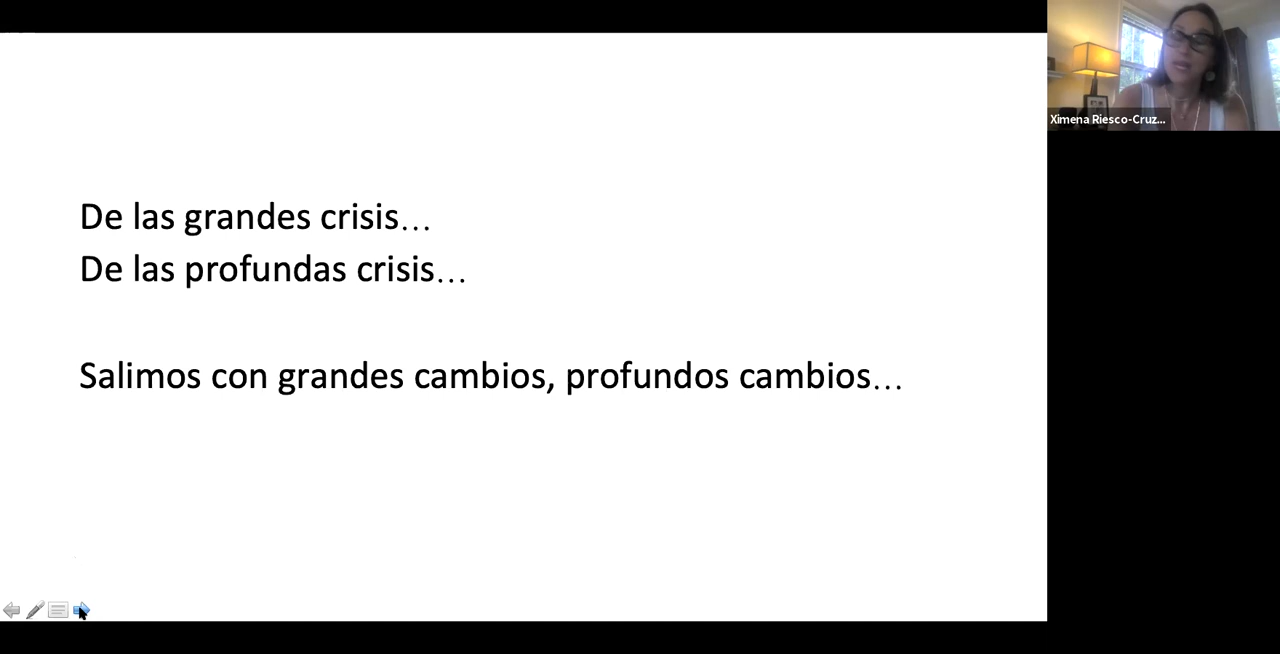 De las grandes crisis...
De las profundas crisis...
Salimos con grandes cambios, profundos cambios...
Ximena Riesco-Cruz...